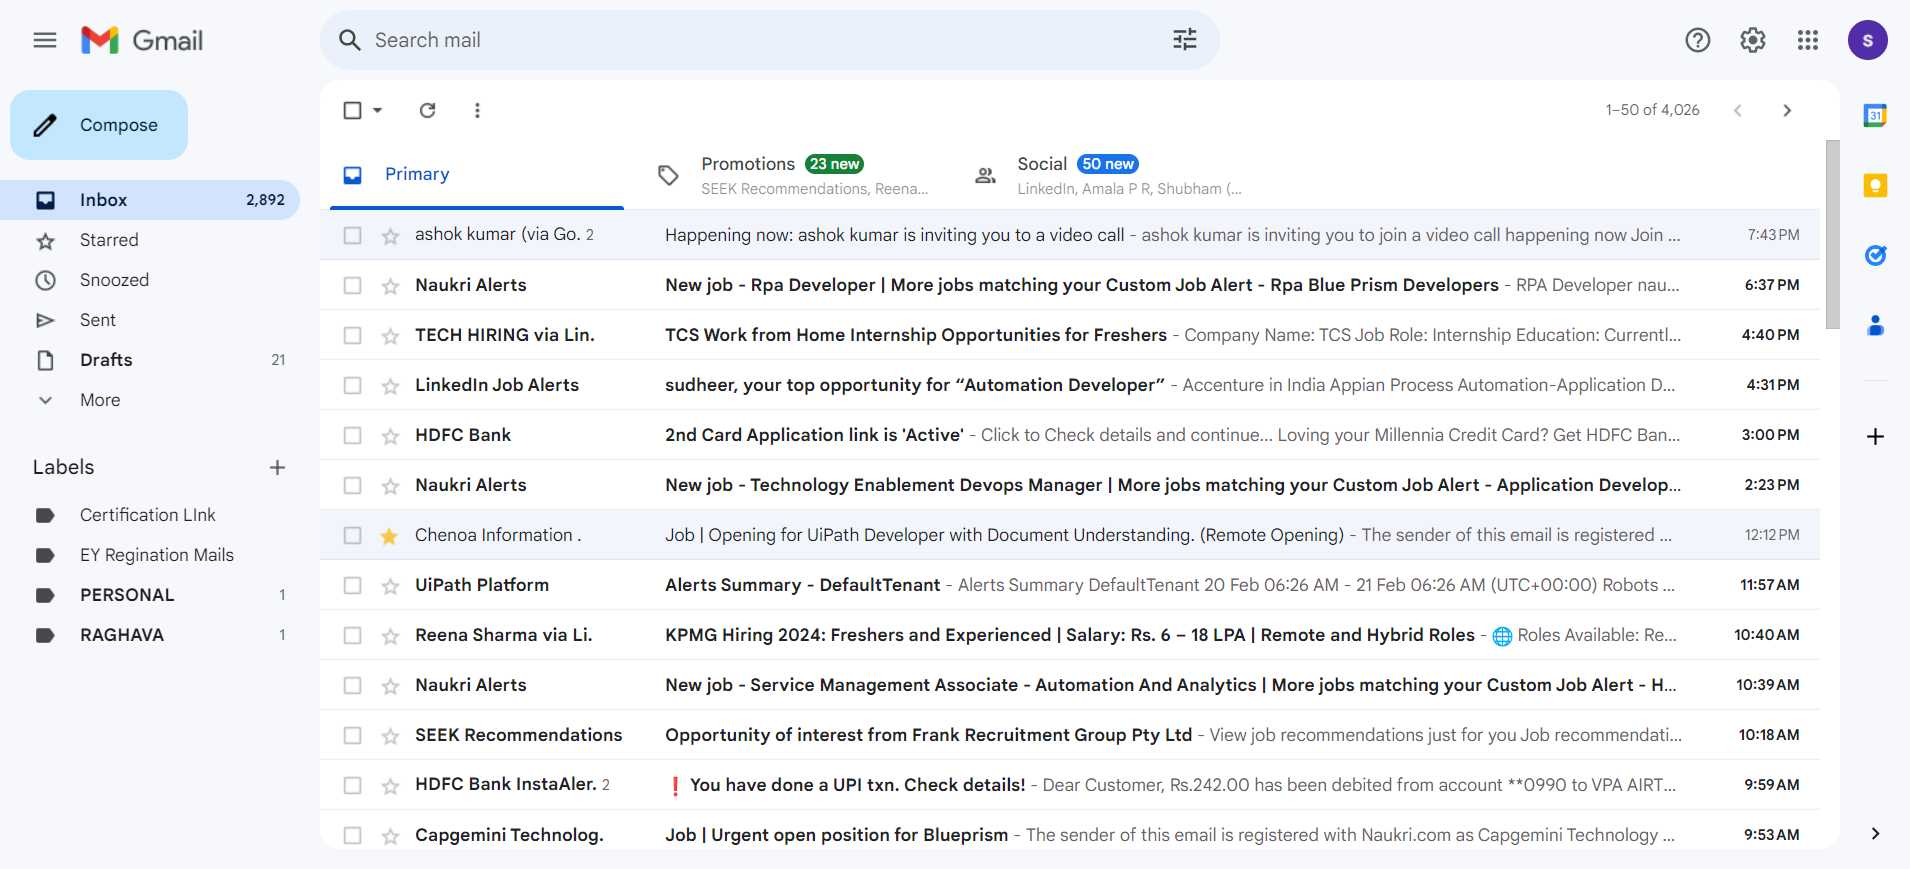 Gmail
Search mail
S
Compose
Inbox 2,892
Starred
Snoozed
Sent
Drafts 21
More
Labels
Certification LInk
EY Regination Mails
PERSONAL 1
RAGHAVA 1
1–50 of 4,026
Primary
Promotions 23 new
SEEK Recommendations, Reena...
Social 50 new
LinkedIn, Amala P R, Shubham (...
ashok kumar (via Go. 2 Happening now: ashok kumar is inviting you to a video call - ashok kumar is inviting you to join a video call happening now Join ... 7:43 PM
Naukri Alerts New job - Rpa Developer | More jobs matching your Custom Job Alert - Rpa Blue Prism Developers - RPA Developer nau... 6:37 PM
TECH HIRING via Lin. TCS Work from Home Internship Opportunities for Freshers - Company Name: TCS Job Role: Internship Education: Currentl... 4:40 PM
LinkedIn Job Alerts sudheer, your top opportunity for “Automation Developer” - Accenture in India Appian Process Automation-Application D... 4:31 PM
HDFC Bank 2nd Card Application link is 'Active' - Click to Check details and continue... Loving your Millennia Credit Card? Get HDFC Ban... 3:00 PM
Naukri Alerts New job - Technology Enablement Devops Manager | More jobs matching your Custom Job Alert - Application Develop... 2:23 PM
Chenoa Information . Job | Opening for UiPath Developer with Document Understanding. (Remote Opening) - The sender of this email is registered ... 12:12 PM
UiPath Platform Alerts Summary - DefaultTenant - Alerts Summary DefaultTenant 20 Feb 06:26 AM - 21 Feb 06:26 AM (UTC+00:00) Robots ... 11:57 AM
Reena Sharma via Li. KPMG Hiring 2024: Freshers and Experienced | Salary: Rs. 6 – 18 LPA | Remote and Hybrid Roles - 🌐 Roles Available: Re... 10:40 AM
Naukri Alerts New job - Service Management Associate - Automation And Analytics | More jobs matching your Custom Job Alert - H... 10:39 AM
SEEK Recommendations Opportunity of interest from Frank Recruitment Group Pty Ltd - View job recommendations just for you Job recommendati... 10:18 AM
HDFC Bank InstaAler. 2 ❗ You have done a UPI txn. Check details! - Dear Customer, Rs.242.00 has been debited from account **0990 to VPA AIRT... 9:59 AM
Capgemini Technolog. Job | Urgent open position for Blueprism - The sender of this email is registered with Naukri.com as Capgemini Technology ... 9:53 AM
31